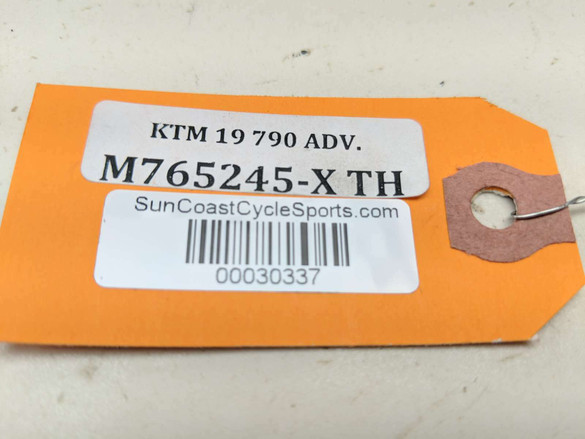 KTM 19 790 ADV.
M765245-X TH
SunCoastCycleSports.com
00030337